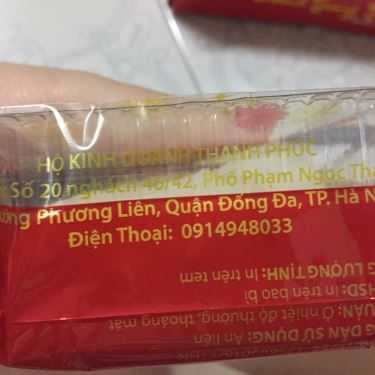 HỘ KINH DOANH THANH PHÚC
Số 20 nghách 46/42, Phố Phạm Ngọc Thạ
ường Phương Liên, Quận Đống Đa, TP. Hà N
Điện Thoại: 0914948033
G LƯỢNG TỊNH: In trên tem
HSD: In trên bao bì
QUẢN: Ở nhiệt độ thường, thoáng mát
G DẪN SỬ DỤNG: Ăn liền